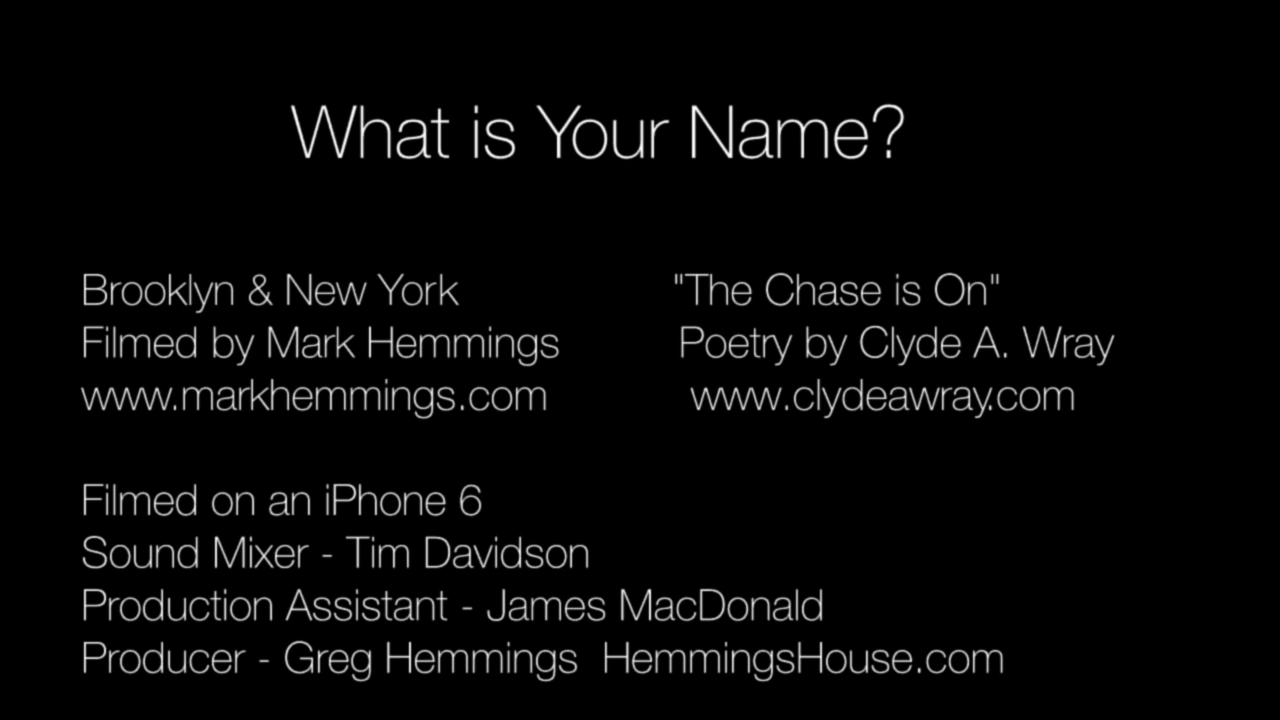 What is Your Name?
Brooklyn & New York
Filmed by Mark Hemmings
www.markhemmings.com
"The Chase is On"
Poetry by Clyde A. Wray
www.clydeawray.com
Filmed on an iPhone 6
Sound Mixer - Tim Davidson
Production Assistant - James MacDonald
Producer - Greg Hemmings HemmingsHouse.com